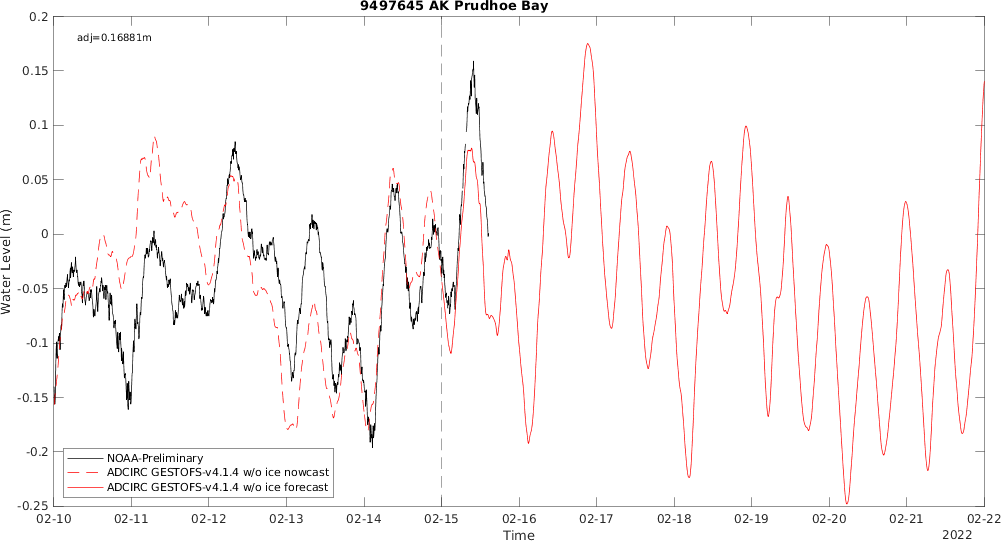 9497645 AK Prudhoe Bay
adj=0.16881m
0.2
0.15
0.1
0.05
0
-0.05
-0.1
-0.15
-0.2
-0.25
Water Level (m)
NOAA-Preliminary
ADCIRC GESTOFS-v4.1.4 w/o ice nowcast
ADCIRC GESTOFS-v4.1.4 w/o ice forecast
02-10 02-11 02-12 02-13 02-14 02-15 02-16 02-17 02-18 02-19 02-20 02-21 02-22
Time
2022